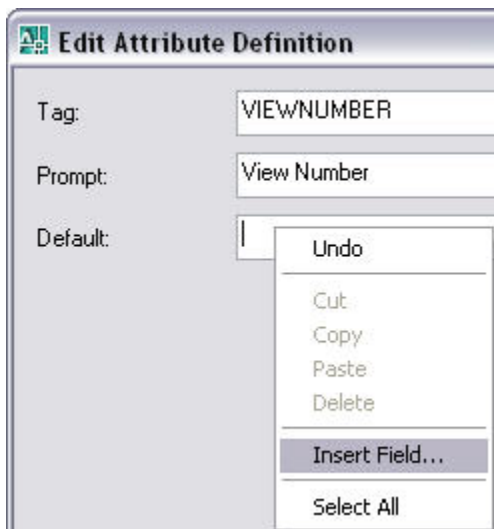 Edit Attribute Definition
Tag: VIEWNUMBER
Prompt: View Number
Default:
Undo
Cut
Copy
Paste
Delete
Insert Field...
Select All